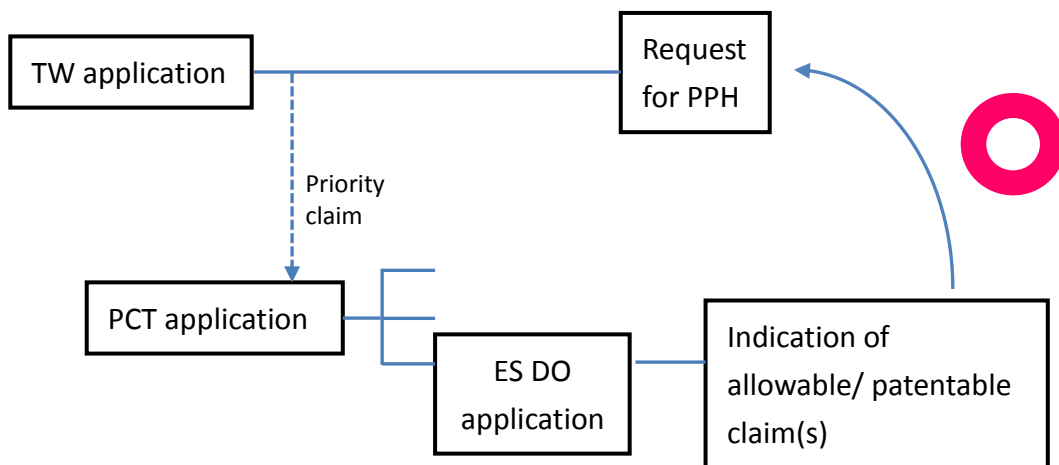 TW application
Request
for PPH
Priority
claim
PCT application
ES DO
application
Indication of
allowable/ patentable
claim(s)